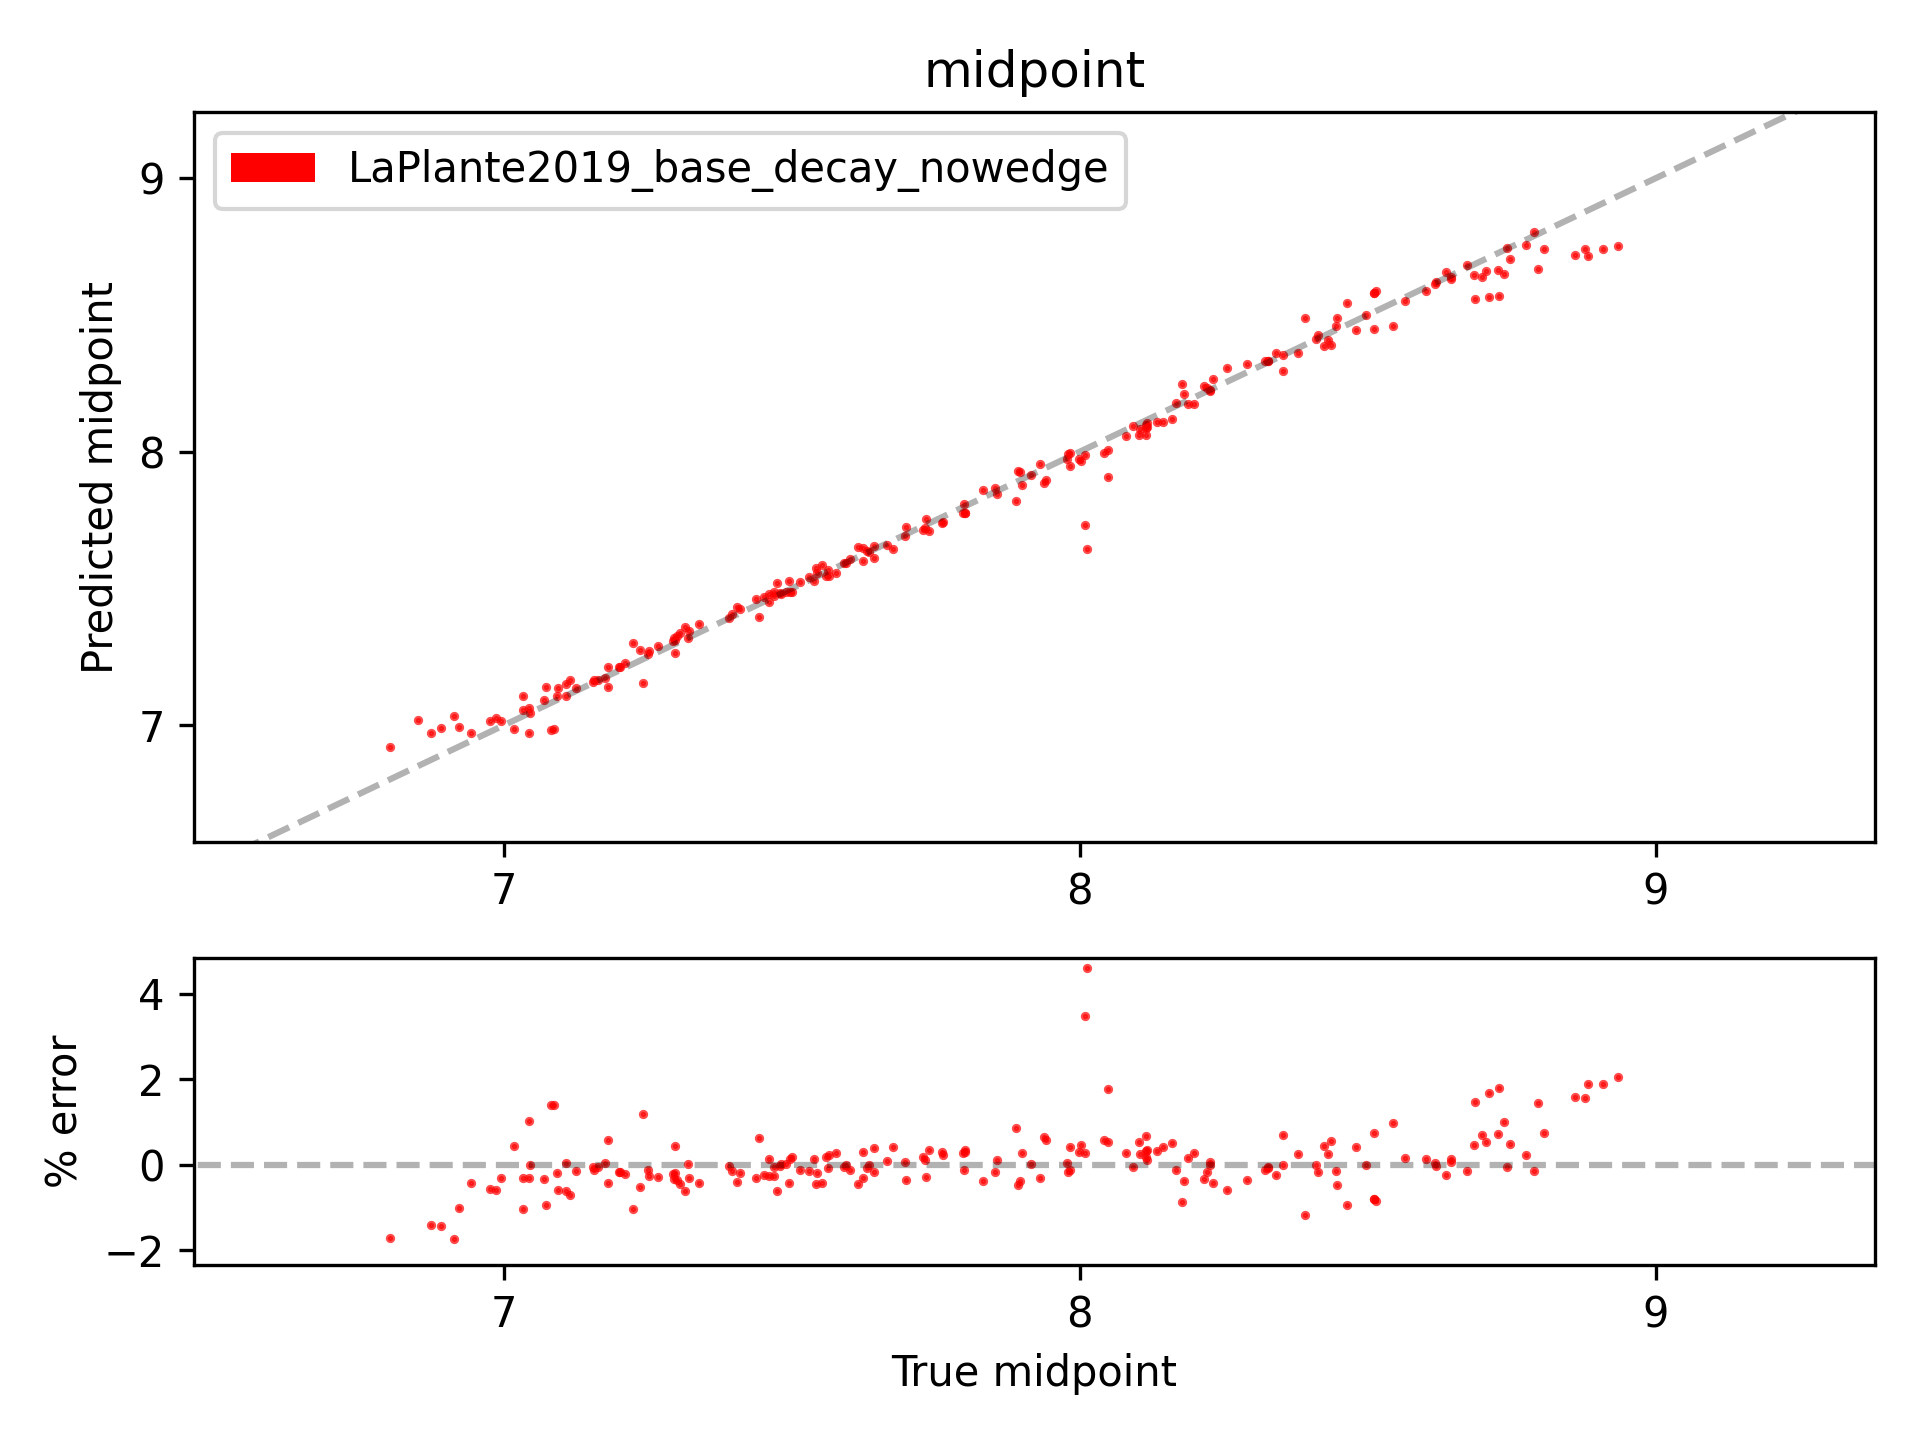 midpoint
LaPlante2019_base_decay_nowedge
Predicted midpoint
9
8
7
7 8 9
% error
4
2
0
−2
7 8 9
True midpoint